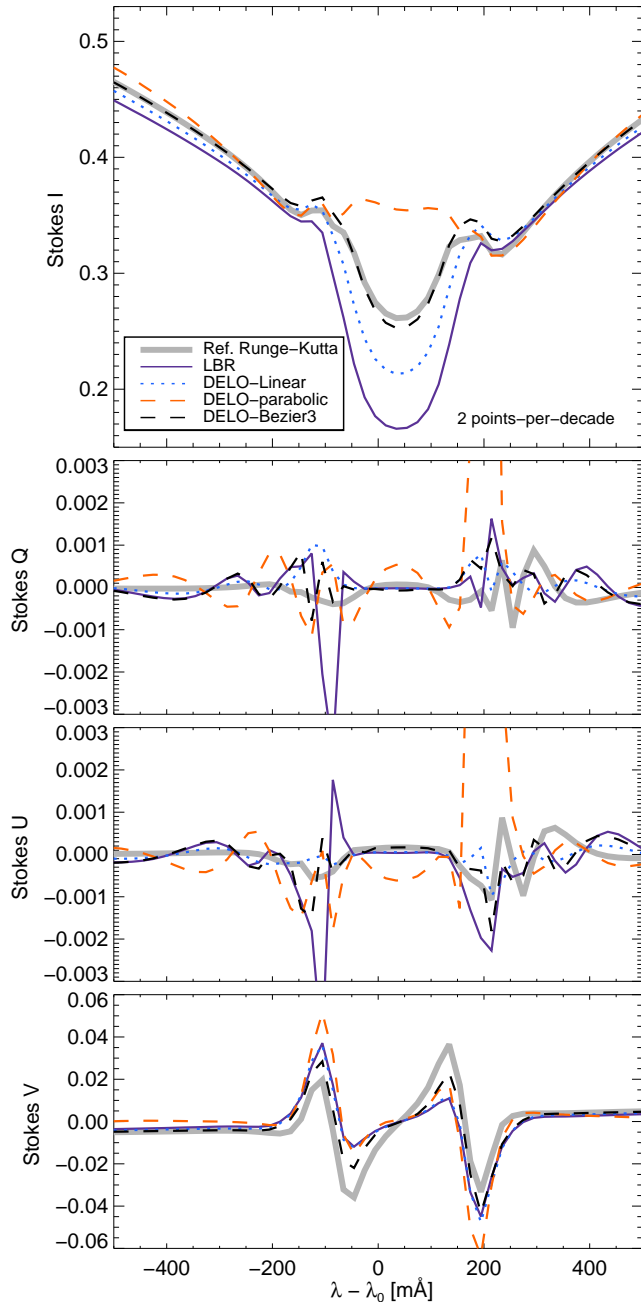 0.5
0.4
0.3
0.2
Stokes I
Ref. Runge−Kutta
LBR
DELO−Linear
DELO−parabolic
DELO−Bezier3
2 points−per−decade
0.003
0.002
0.001
0.000
−0.001
−0.002
−0.003
Stokes Q
0.003
0.002
0.001
0.000
−0.001
−0.002
−0.003
Stokes U
0.06
0.04
0.02
0.00
−0.02
−0.04
−0.06
Stokes V
−400 −200 0 200 400
λ − λ₀ [mÅ]